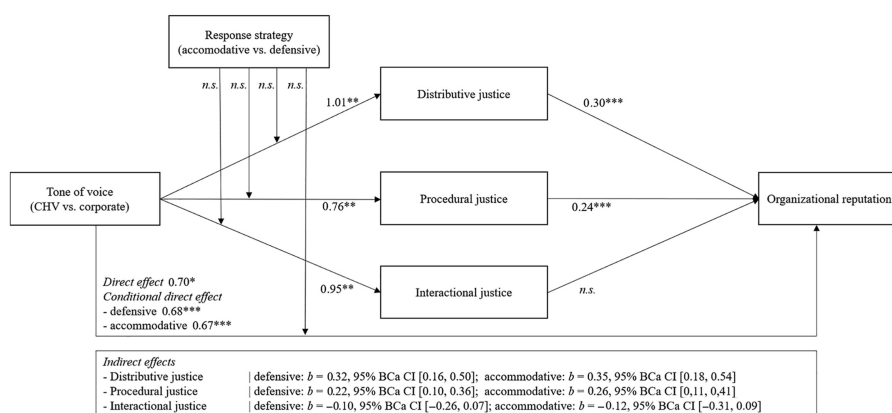 Response strategy
(accomodative vs. defensive)
n.s. n.s. n.s. n.s.
1.01**
Distributive justice
0.30***
Tone of voice
(CHV vs. corporate)
0.76**
Procedural justice
0.24***
Organizational reputation
0.95**
Interactional justice
n.s.
Direct effect 0.70*
Conditional direct effect
- defensive 0.68***
- accommodative 0.67***
Indirect effects
- Distributive justice | defensive: b = 0.32, 95% BCa CI [0.16, 0.50]; accommodative: b = 0.35, 95% BCa CI [0.18, 0.54]
- Procedural justice | defensive: b = 0.22, 95% BCa CI [0.10, 0.36]; accommodative: b = 0.26, 95% BCa CI [0,11, 0,41]
- Interactional justice | defensive: b = −0.10, 95% BCa CI [−0.26, 0.07]; accommodative: b = −0.12, 95% BCa CI [−0.31, 0.09]